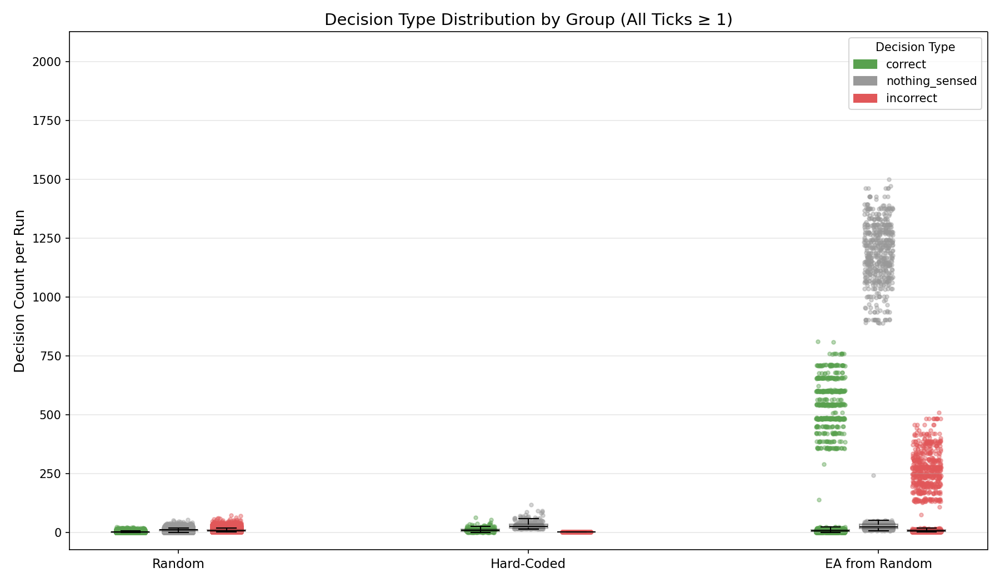 Decision Type Distribution by Group (All Ticks ≥ 1)
Decision Type
correct
nothing_sensed
incorrect
Decision Count per Run
2000
1750
1500
1250
1000
750
500
250
0
Random
Hard-Coded
EA from Random